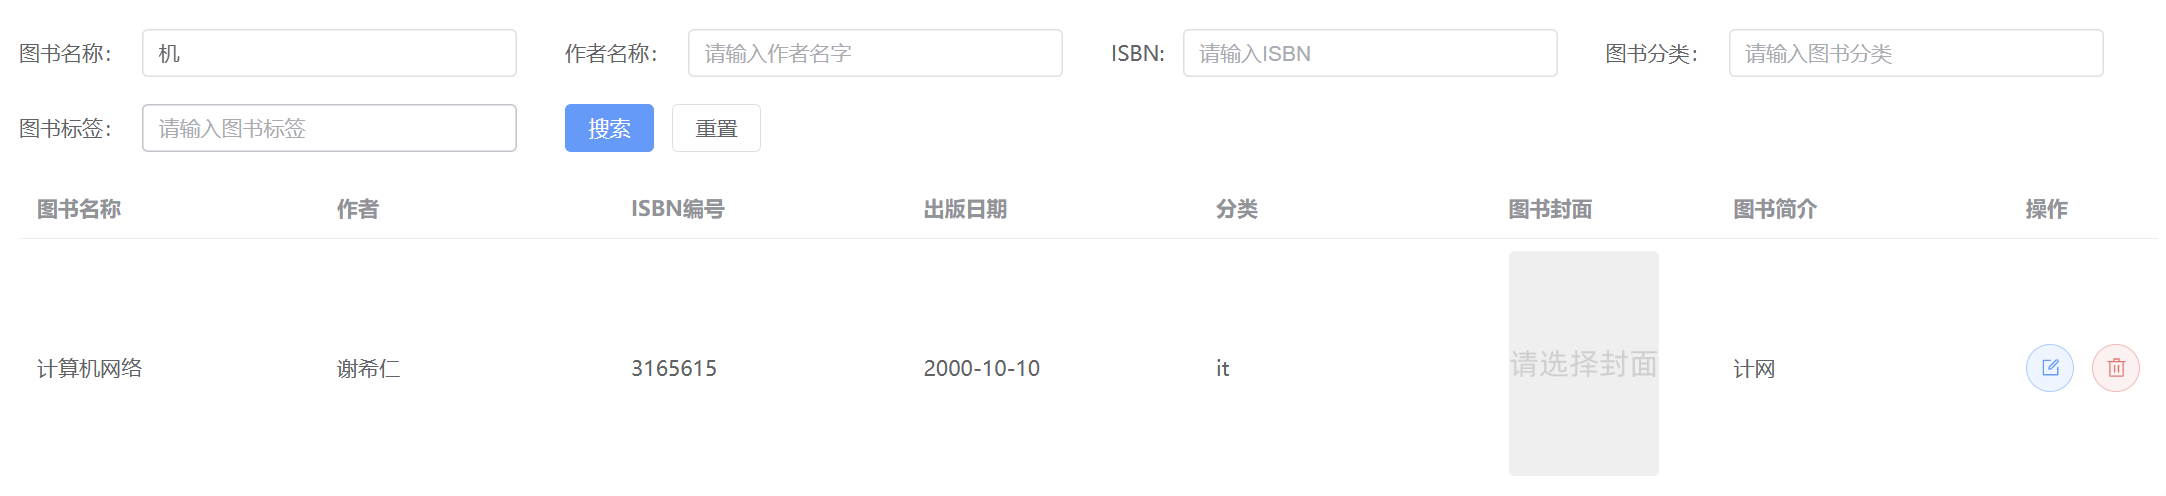 图书名称： 机 作者名称： 请输入作者名字 ISBN: 请输入ISBN 图书分类： 请输入图书分类
图书标签： 请输入图书标签 搜索 重置
图书名称 作者 ISBN编号 出版日期 分类 图书封面 图书简介 操作
计算机网络 谢希仁 3165615 2000-10-10 it 请选择封面 计网